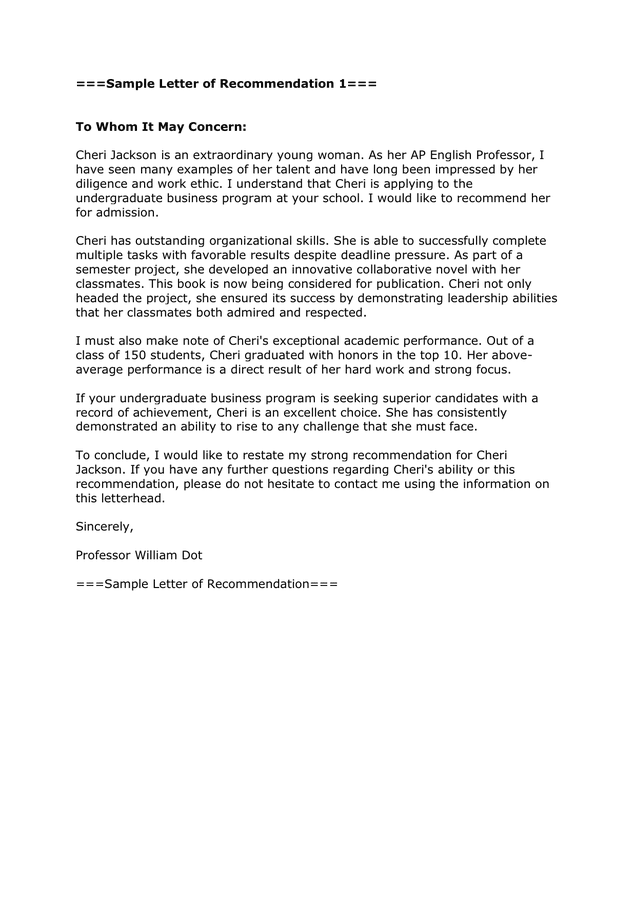 ===Sample Letter of Recommendation 1===
To Whom It May Concern:
Cheri Jackson is an extraordinary young woman. As her AP English Professor, I
have seen many examples of her talent and have long been impressed by her
diligence and work ethic. I understand that Cheri is applying to the
undergraduate business program at your school. I would like to recommend her
for admission.
Cheri has outstanding organizational skills. She is able to successfully complete
multiple tasks with favorable results despite deadline pressure. As part of a
semester project, she developed an innovative collaborative novel with her
classmates. This book is now being considered for publication. Cheri not only
headed the project, she ensured its success by demonstrating leadership abilities
that her classmates both admired and respected.
I must also make note of Cheri's exceptional academic performance. Out of a
class of 150 students, Cheri graduated with honors in the top 10. Her above-
average performance is a direct result of her hard work and strong focus.
If your undergraduate business program is seeking superior candidates with a
record of achievement, Cheri is an excellent choice. She has consistently
demonstrated an ability to rise to any challenge that she must face.
To conclude, I would like to restate my strong recommendation for Cheri
Jackson. If you have any further questions regarding Cheri's ability or this
recommendation, please do not hesitate to contact me using the information on
this letterhead.
Sincerely,
Professor William Dot
===Sample Letter of Recommendation===